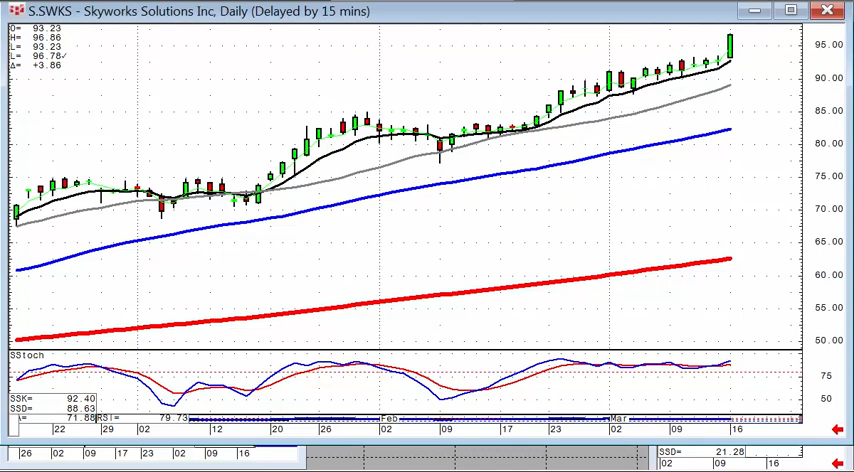 S.SWKS - Skyworks Solutions Inc, Daily (Delayed by 15 mins)
O= 93.23
H= 96.86
L= 93.23
L= 96.78✓
Δ= +3.86
95.00
90.00
85.00
80.00
75.00
70.00
65.00
60.00
55.00
50.00
SStoch
75
50
SSK= 92.40
SSD= 88.63
71.88 RSI= 79.73
Feb
Mar
22 29 02 12 20 26 02 09 17 23 02 09 16
26 02 09 17 23 02 09 16
SSD= 21.28
02 09 16